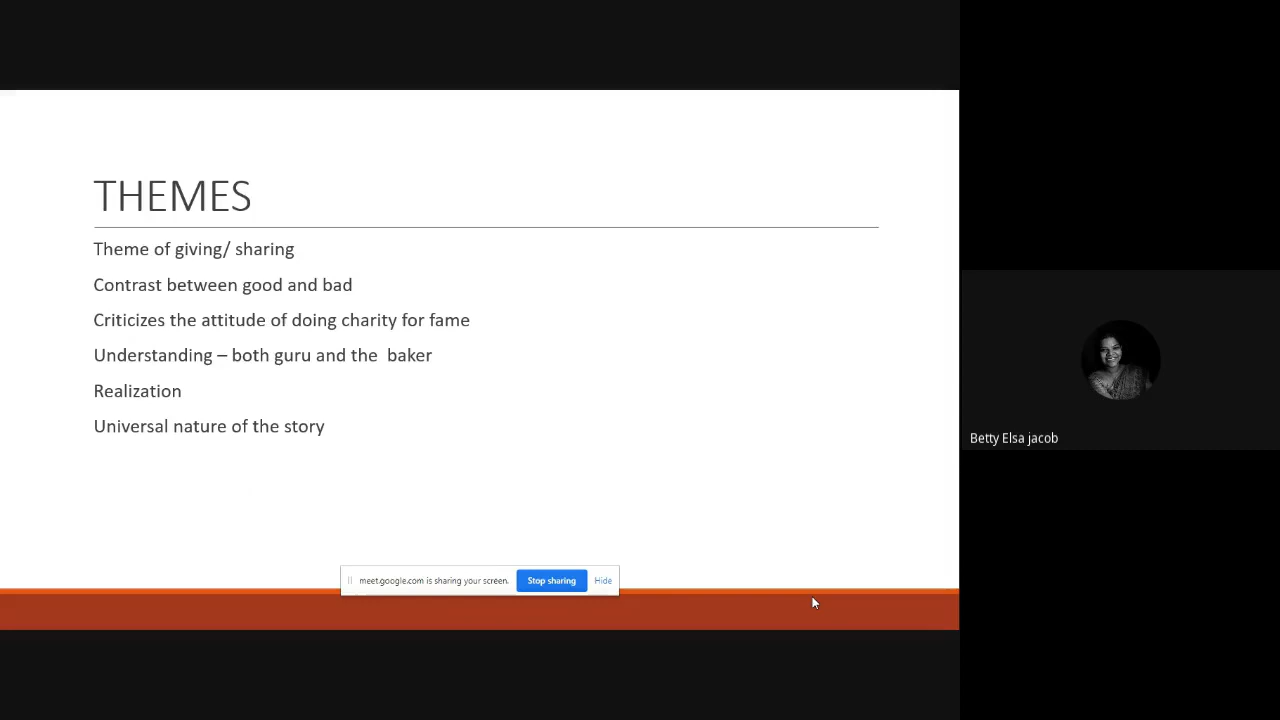 THEMES
Theme of giving/ sharing
Contrast between good and bad
Criticizes the attitude of doing charity for fame
Understanding – both guru and the  baker
Realization
Universal nature of the story
meet.google.com is sharing your screen. Stop sharing Hide
Betty Elsa jacob